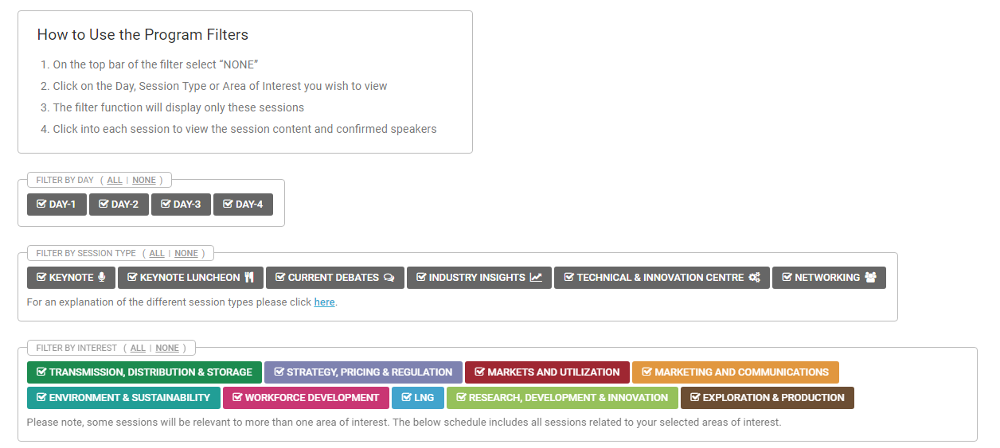 How to Use the Program Filters
1. On the top bar of the filter select “NONE”
2. Click on the Day, Session Type or Area of Interest you wish to view
3. The filter function will display only these sessions
4. Click into each session to view the session content and confirmed speakers
FILTER BY DAY ( ALL | NONE )
DAY-1 DAY-2 DAY-3 DAY-4
FILTER BY SESSION TYPE ( ALL | NONE )
KEYNOTE KEYNOTE LUNCHEON CURRENT DEBATES INDUSTRY INSIGHTS TECHNICAL & INNOVATION CENTRE NETWORKING
For an explanation of the different session types please click here.
FILTER BY INTEREST ( ALL | NONE )
TRANSMISSION, DISTRIBUTION & STORAGE STRATEGY, PRICING & REGULATION MARKETS AND UTILIZATION MARKETING AND COMMUNICATIONS
ENVIRONMENT & SUSTAINABILITY WORKFORCE DEVELOPMENT LNG RESEARCH, DEVELOPMENT & INNOVATION EXPLORATION & PRODUCTION
Please note, some sessions will be relevant to more than one area of interest. The below schedule includes all sessions related to your selected areas of interest.